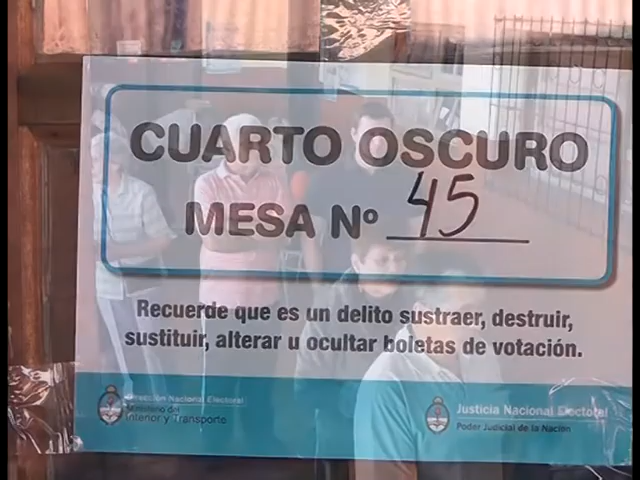 CUARTO OSCURO
MESA Nº 45
Recuerde que es un delito sustraer, destruir,
sustituir, alterar u ocultar boletas de votación.
Dirección Nacional Electoral
Ministerio del
Interior y Transporte
Justicia Nacional Electoral
Poder Judicial de la Nación